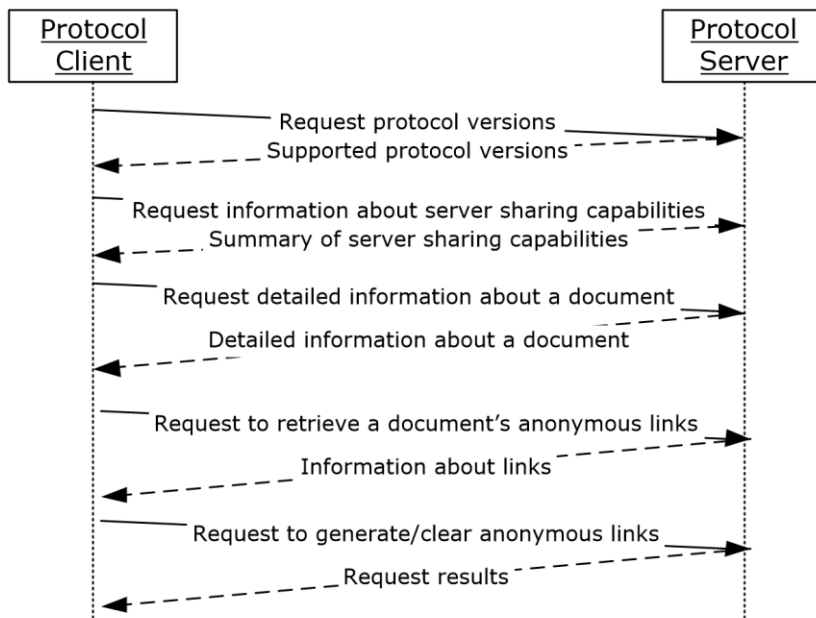 Protocol
Client
Protocol
Server
Request protocol versions
Supported protocol versions
Request information about server sharing capabilities
Summary of server sharing capabilities
Request detailed information about a document
Detailed information about a document
Request to retrieve a document’s anonymous links
Information about links
Request to generate/clear anonymous links
Request results